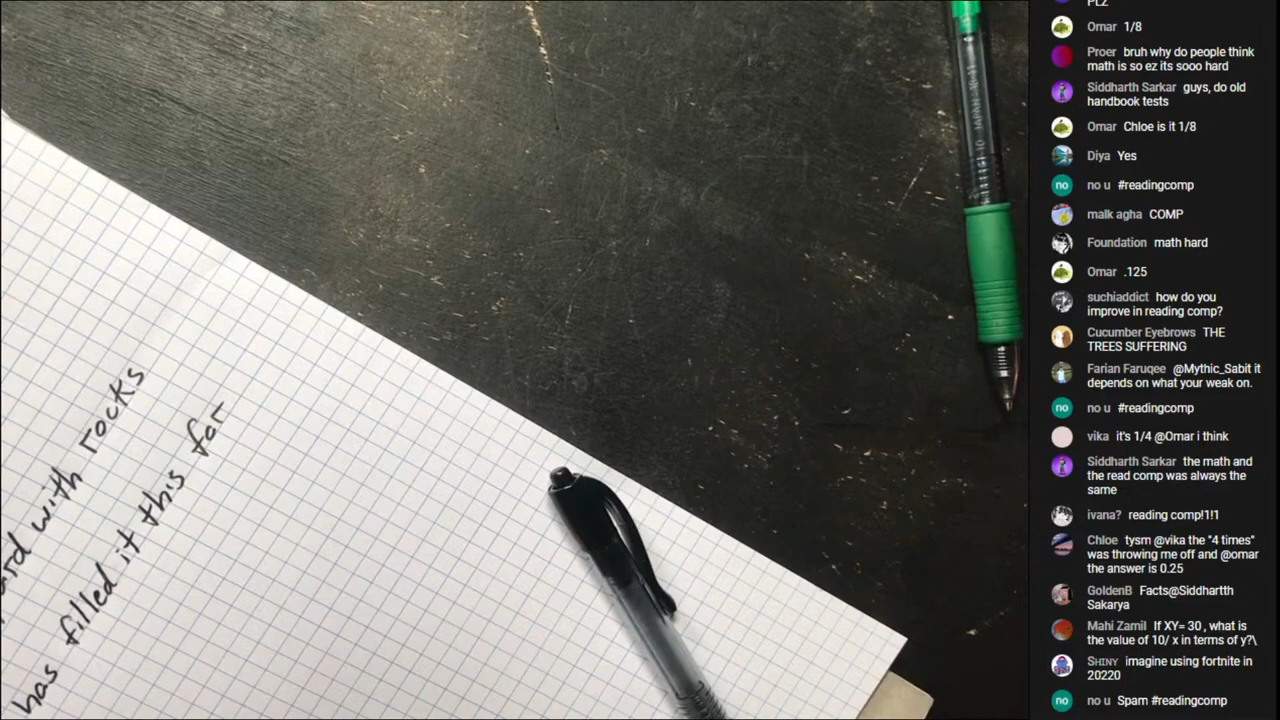 ard with rocks
has filled it this far
JAPAN
PLZ
Omar 1/8
Proer bruh why do people think
math is so ez its sooo hard
Siddharth Sarkar guys, do old
handbook tests
Omar Chloe is it 1/8
Diya Yes
no no u #readingcomp
malk agha COMP
Foundation math hard
Omar .125
suchiaddict how do you
improve in reading comp?
Cucumber Eyebrows THE
TREES SUFFERING
Farian Faruqee @Mythic_Sabit it
depends on what your weak on.
no no u #readingcomp
vika it's 1/4 @Omar i think
Siddharth Sarkar the math and
the read comp was always the
same
ivana? reading comp!1!1
Chloe tysm @vika the "4 times"
was throwing me off and @omar
the answer is 0.25
GoldenB Facts@Siddhartth
Sakarya
Mahi Zamil If XY= 30 , what is
the value of 10/ x in terms of y?\
Sʜɪɴʏ imagine using fortnite in
20220
no no u Spam #readingcomp